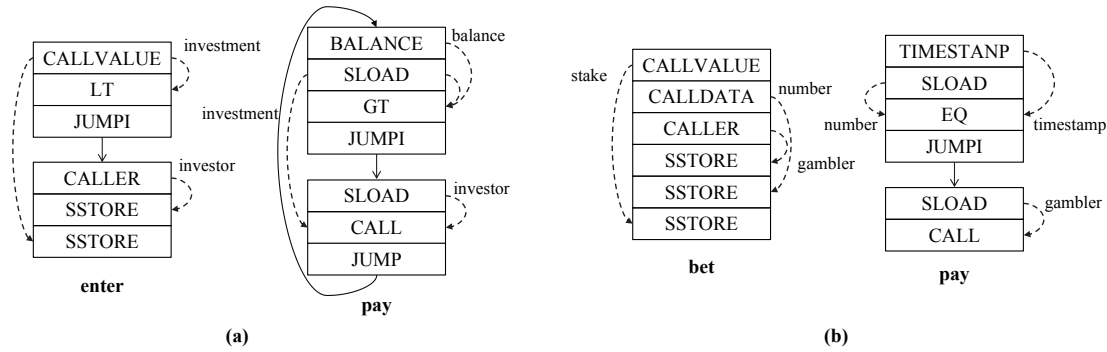 CALLVALUE
LT
JUMPI
investment
CALLER
SSTORE
SSTORE
investor
enter
BALANCE
SLOAD
GT
JUMPI
balance
investment
SLOAD
CALL
JUMP
investor
pay
(a)
stake
CALLVALUE
CALLDATA
CALLER
SSTORE
SSTORE
SSTORE
number
gambler
bet
TIMESTANP
SLOAD
EQ
JUMPI
number
timestamp
SLOAD
CALL
gambler
pay
(b)